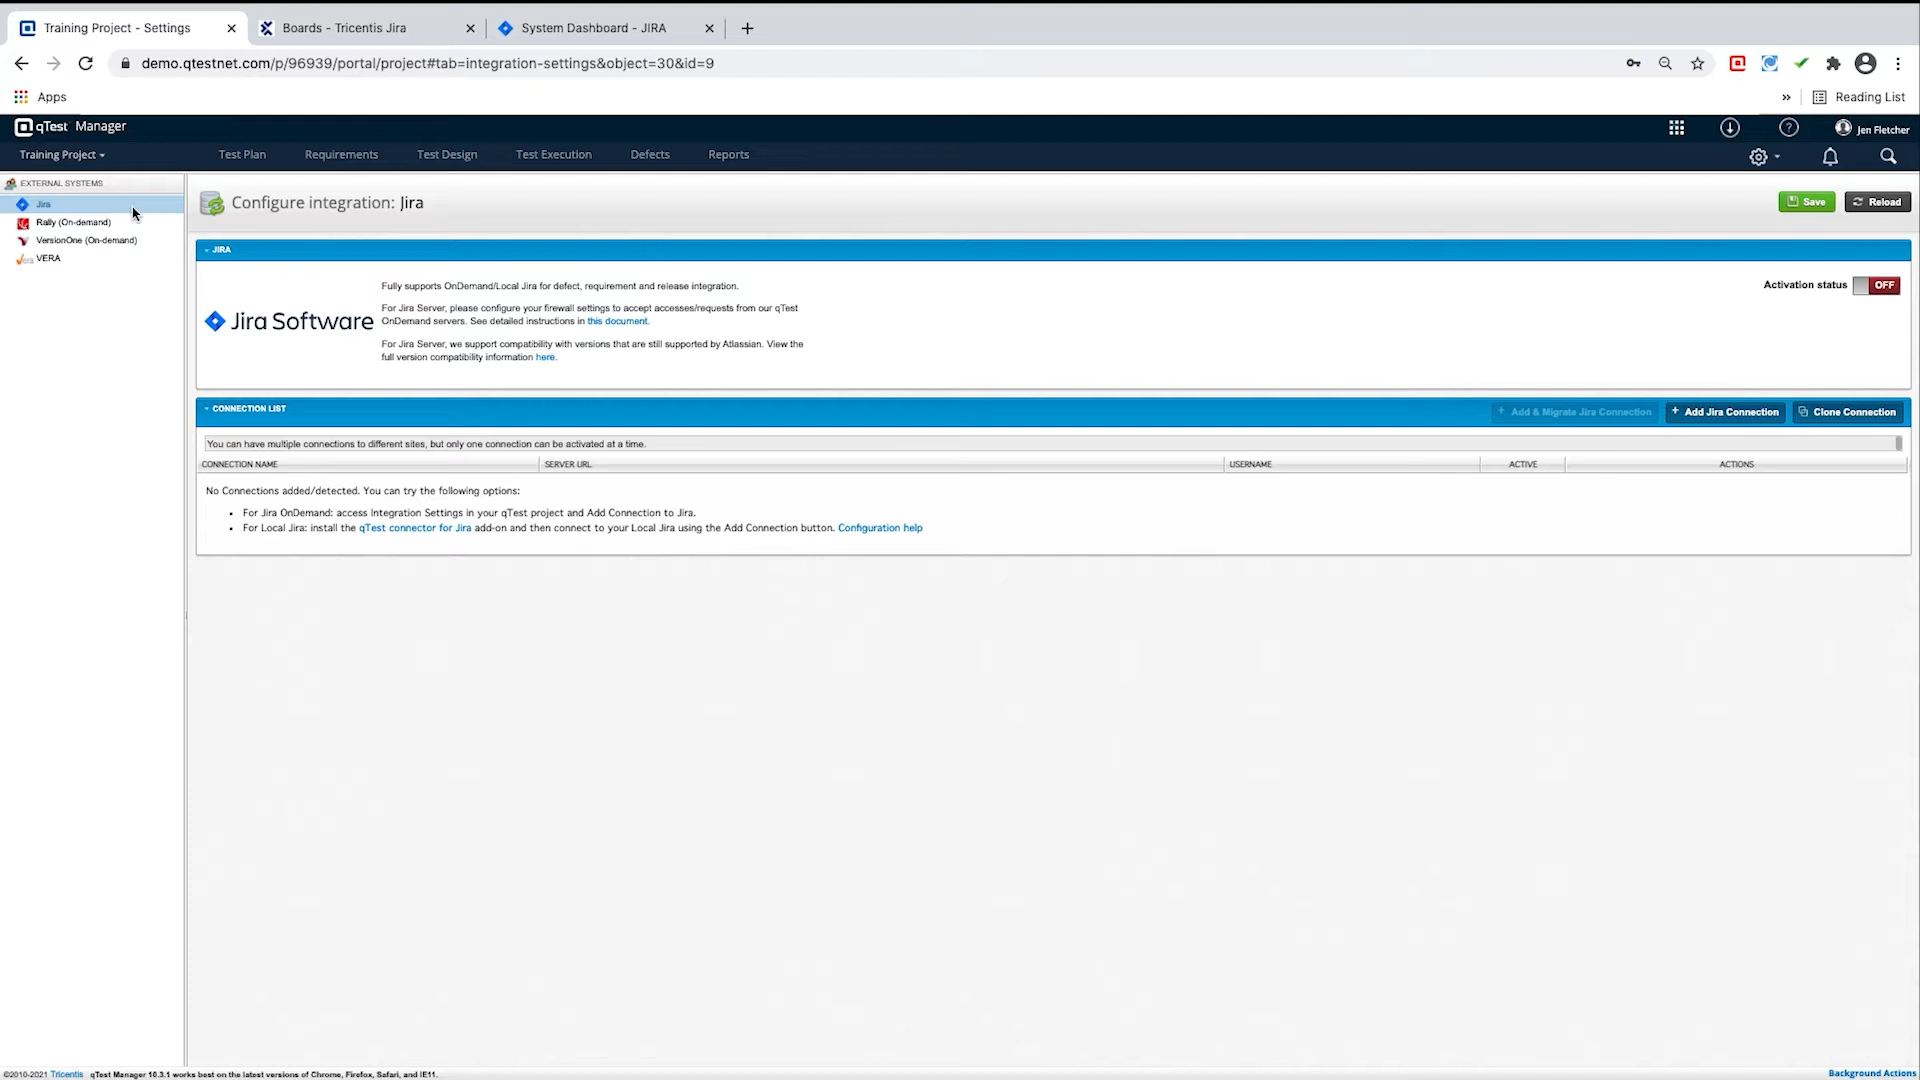 Training Project - Settings
Boards - Tricentis Jira
System Dashboard - JIRA
demo.qtestnet.com/p/96939/portal/project#tab=integration-settings&object=30&id=9
Apps
»
Reading List
qTest Manager
Jen Fletcher
Training Project
Test Plan
Requirements
Test Design
Test Execution
Defects
Reports
EXTERNAL SYSTEMS
Jira
Rally (On-demand)
VersionOne (On-demand)
VERA
Configure integration: Jira
Save
Reload
JIRA
Jira Software
Fully supports OnDemand/Local Jira for defect, requirement and release integration.
For Jira Server, please configure your firewall settings to accept accesses/requests from our qTest
OnDemand servers. See detailed instructions in this document.
For Jira Server, we support compatibility with versions that are still supported by Atlassian. View the
full version compatibility information here.
Activation status
OFF
CONNECTION LIST
+ Add & Migrate Jira Connection
+ Add Jira Connection
Clone Connection
You can have multiple connections to different sites, but only one connection can be activated at a time.
CONNECTION NAME
SERVER URL
USERNAME
ACTIVE
ACTIONS
No Connections added/detected. You can try the following options:
• For Jira OnDemand: access Integration Settings in your qTest project and Add Connection to Jira.
• For Local Jira: install the qTest connector for Jira add-on and then connect to your Local Jira using the Add Connection button. Configuration help
©2010-2021 Tricentis qTest Manager 10.3.1 works best on the latest versions of Chrome, Firefox, Safari, and IE11.
Background Actions